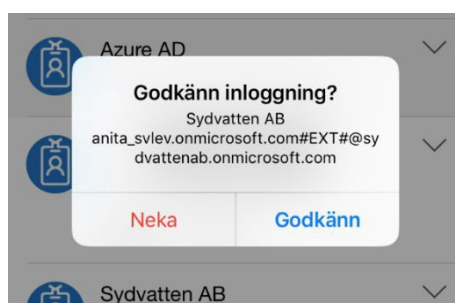 Azure AD
Godkänn inloggning?
Sydvatten AB
anita_svlev.onmicrosoft.com#EXT#@sy
dvattenab.onmicrosoft.com
Neka
Godkänn
Sydvatten AB